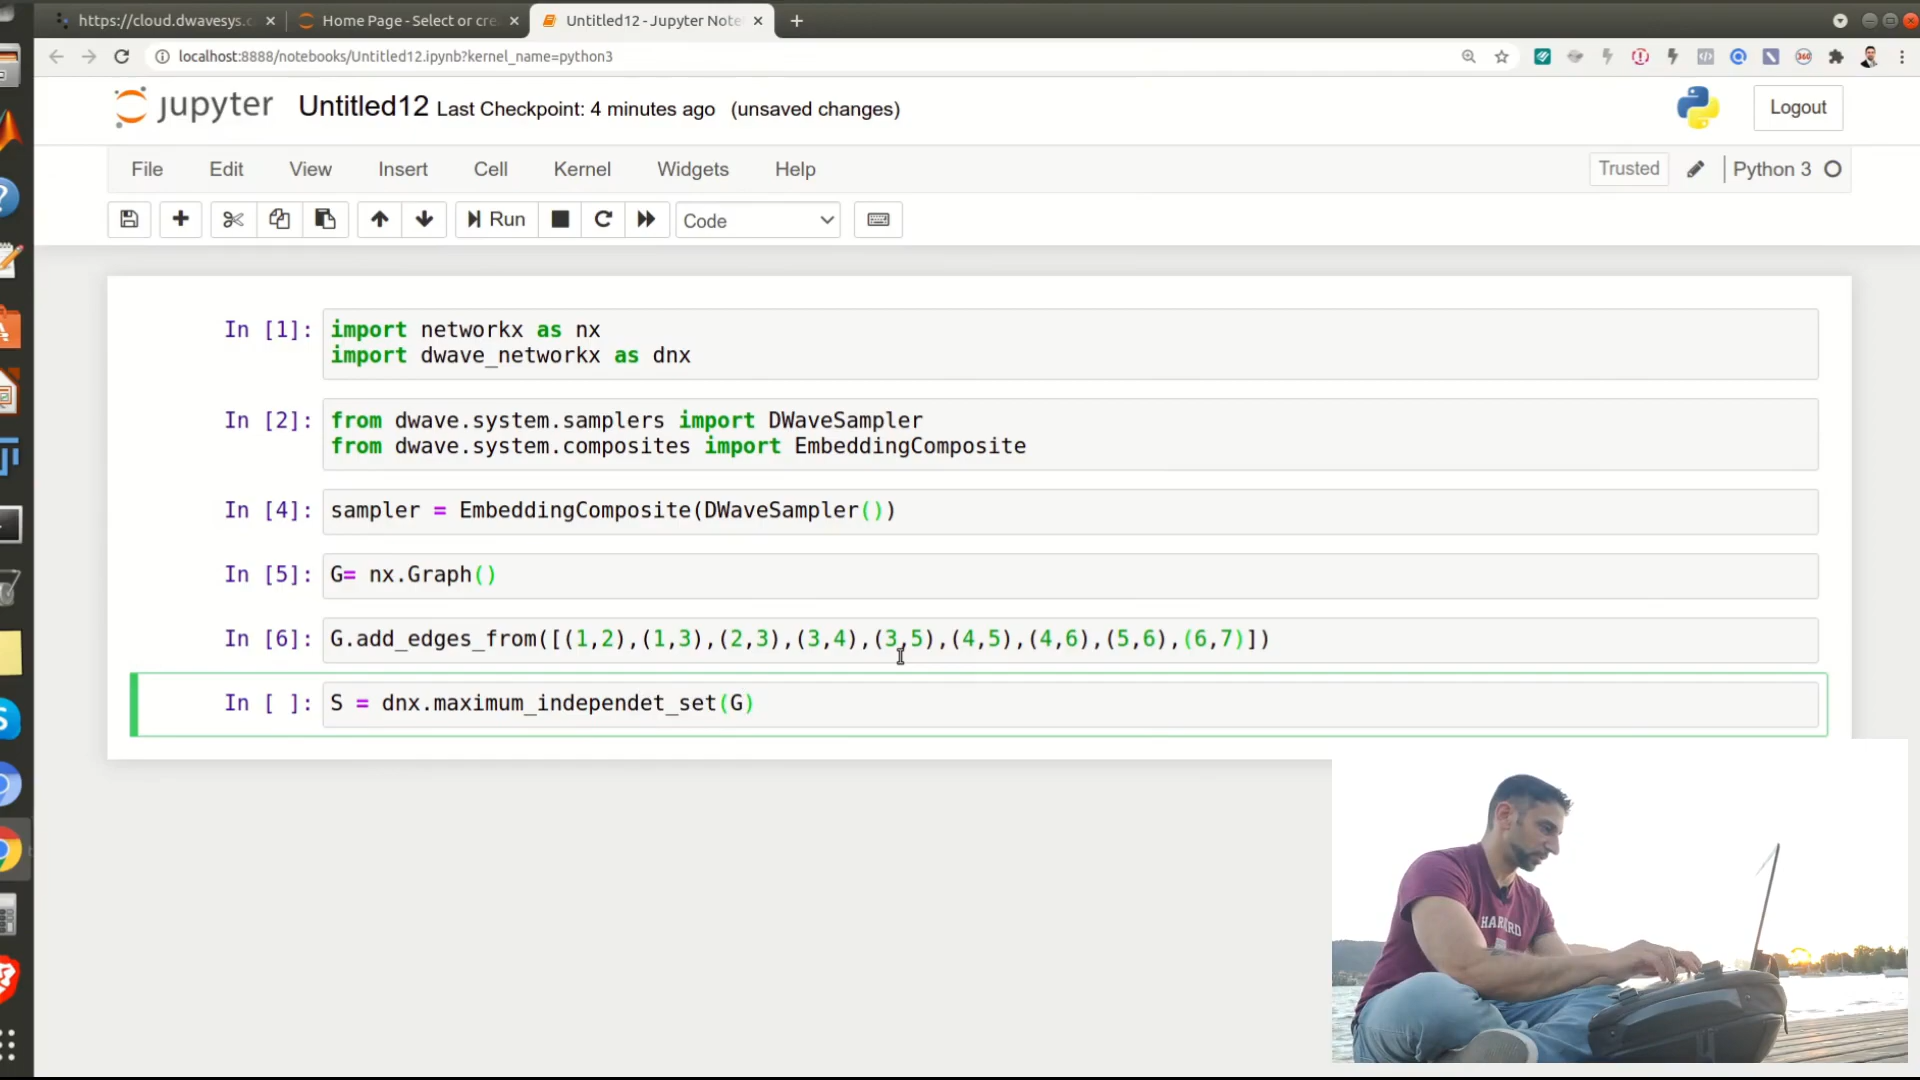 https://cloud.dwavesys.c
Home Page - Select or cre
Untitled12 - Jupyter Note
localhost:8888/notebooks/Untitled12.ipynb?kernel_name=python3
jupyter Untitled12 Last Checkpoint: 4 minutes ago (unsaved changes)
Logout
File Edit View Insert Cell Kernel Widgets Help
Trusted
Python 3
Run
Code
In [1]: import networkx as nx
import dwave_networkx as dnx
In [2]: from dwave.system.samplers import DWaveSampler
from dwave.system.composites import EmbeddingComposite
In [4]: sampler = EmbeddingComposite(DWaveSampler())
In [5]: G= nx.Graph()
In [6]: G.add_edges_from([(1,2),(1,3),(2,3),(3,4),(3,5),(4,5),(4,6),(5,6),(6,7)])
In [ ]: S = dnx.maximum_independet_set(G)